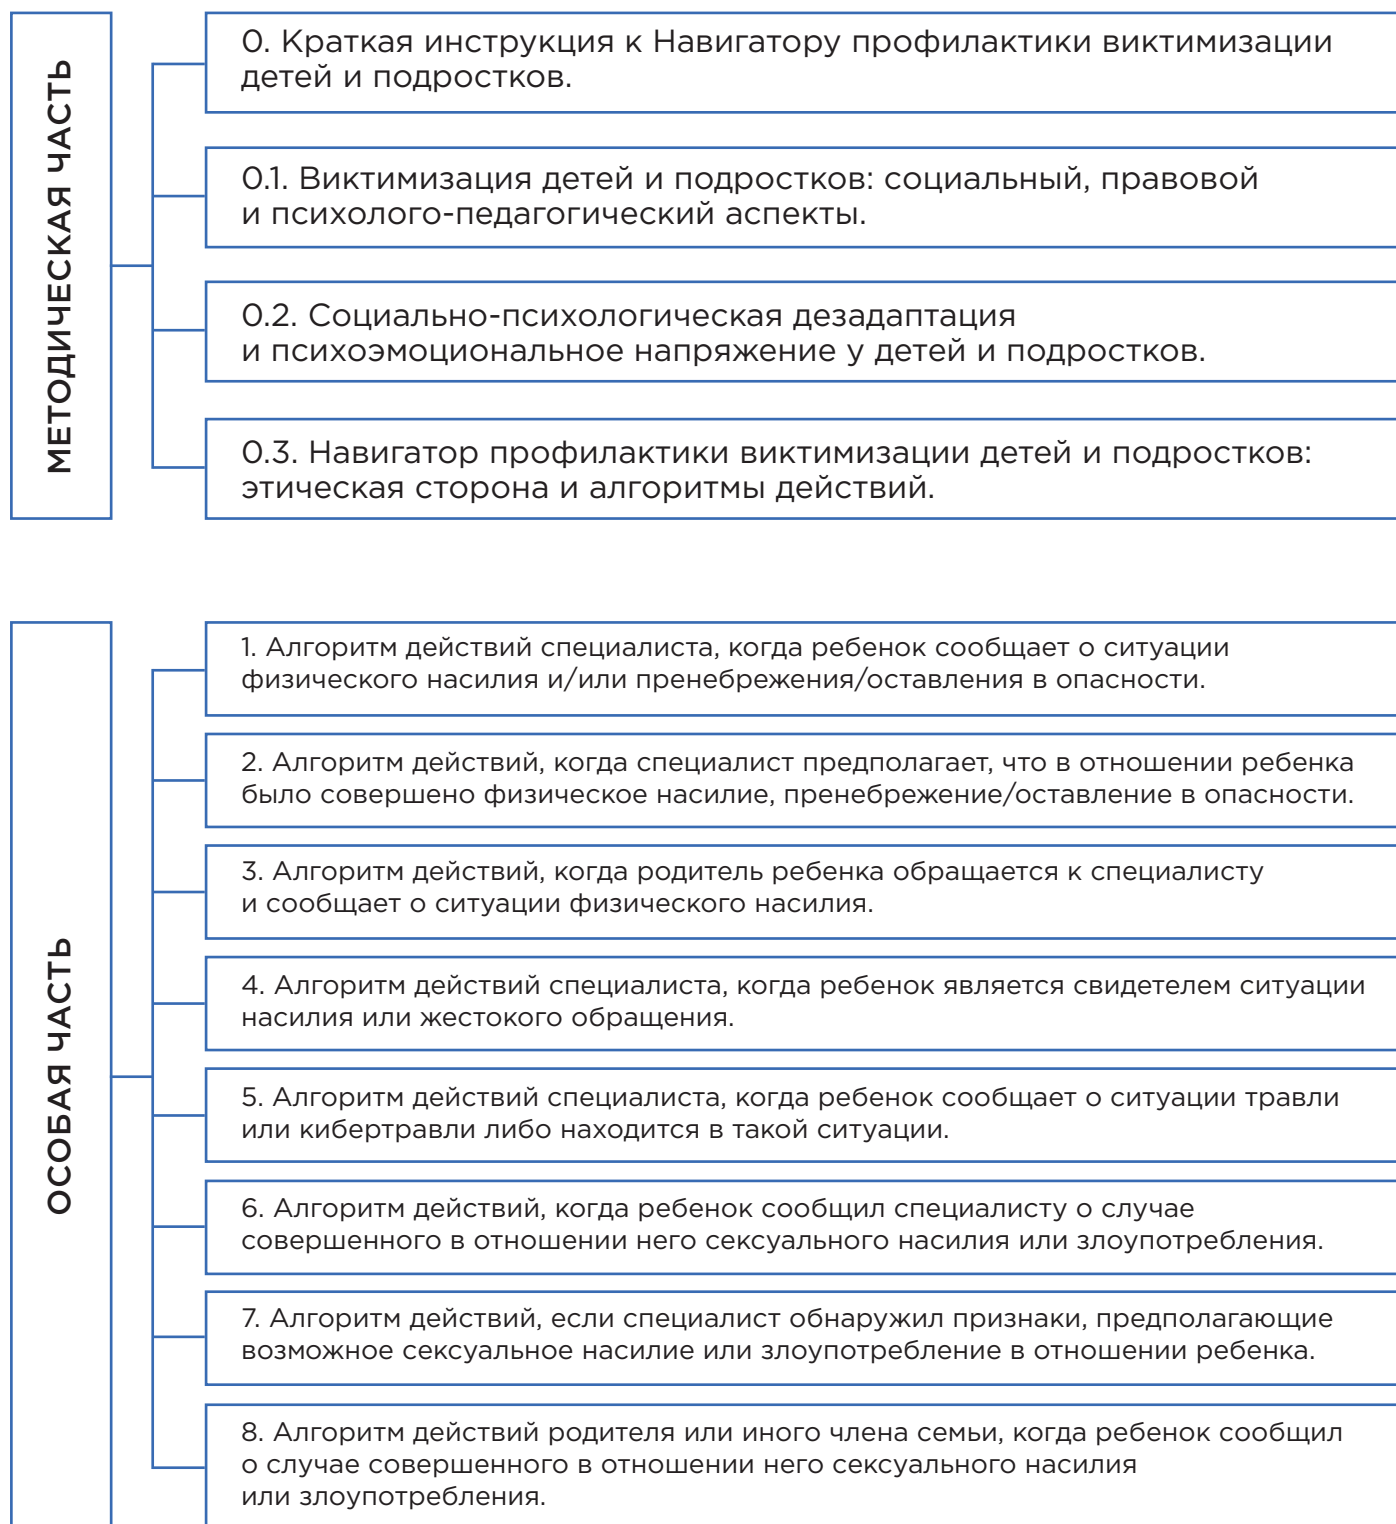 МЕТОДИЧЕСКАЯ ЧАСТЬ
0. Краткая инструкция к Навигатору профилактики виктимизации
детей и подростков.
0.1. Виктимизация детей и подростков: социальный, правовой
и психолого-педагогический аспекты.
0.2. Социально-психологическая дезадаптация
и психоэмоциональное напряжение у детей и подростков.
0.3. Навигатор профилактики виктимизации детей и подростков:
этическая сторона и алгоритмы действий.
ОСОБАЯ ЧАСТЬ
1. Алгоритм действий специалиста, когда ребенок сообщает о ситуации
физического насилия и/или пренебрежения/оставления в опасности.
2. Алгоритм действий, когда специалист предполагает, что в отношении ребенка
было совершено физическое насилие, пренебрежение/оставление в опасности.
3. Алгоритм действий, когда родитель ребенка обращается к специалисту
и сообщает о ситуации физического насилия.
4. Алгоритм действий специалиста, когда ребенок является свидетелем ситуации
насилия или жестокого обращения.
5. Алгоритм действий специалиста, когда ребенок сообщает о ситуации травли
или кибертравли либо находится в такой ситуации.
6. Алгоритм действий, когда ребенок сообщил специалисту о случае
совершенного в отношении него сексуального насилия или злоупотребления.
7. Алгоритм действий, если специалист обнаружил признаки, предполагающие
возможное сексуальное насилие или злоупотребление в отношении ребенка.
8. Алгоритм действий родителя или иного члена семьи, когда ребенок сообщил
о случае совершенного в отношении него сексуального насилия
или злоупотребления.